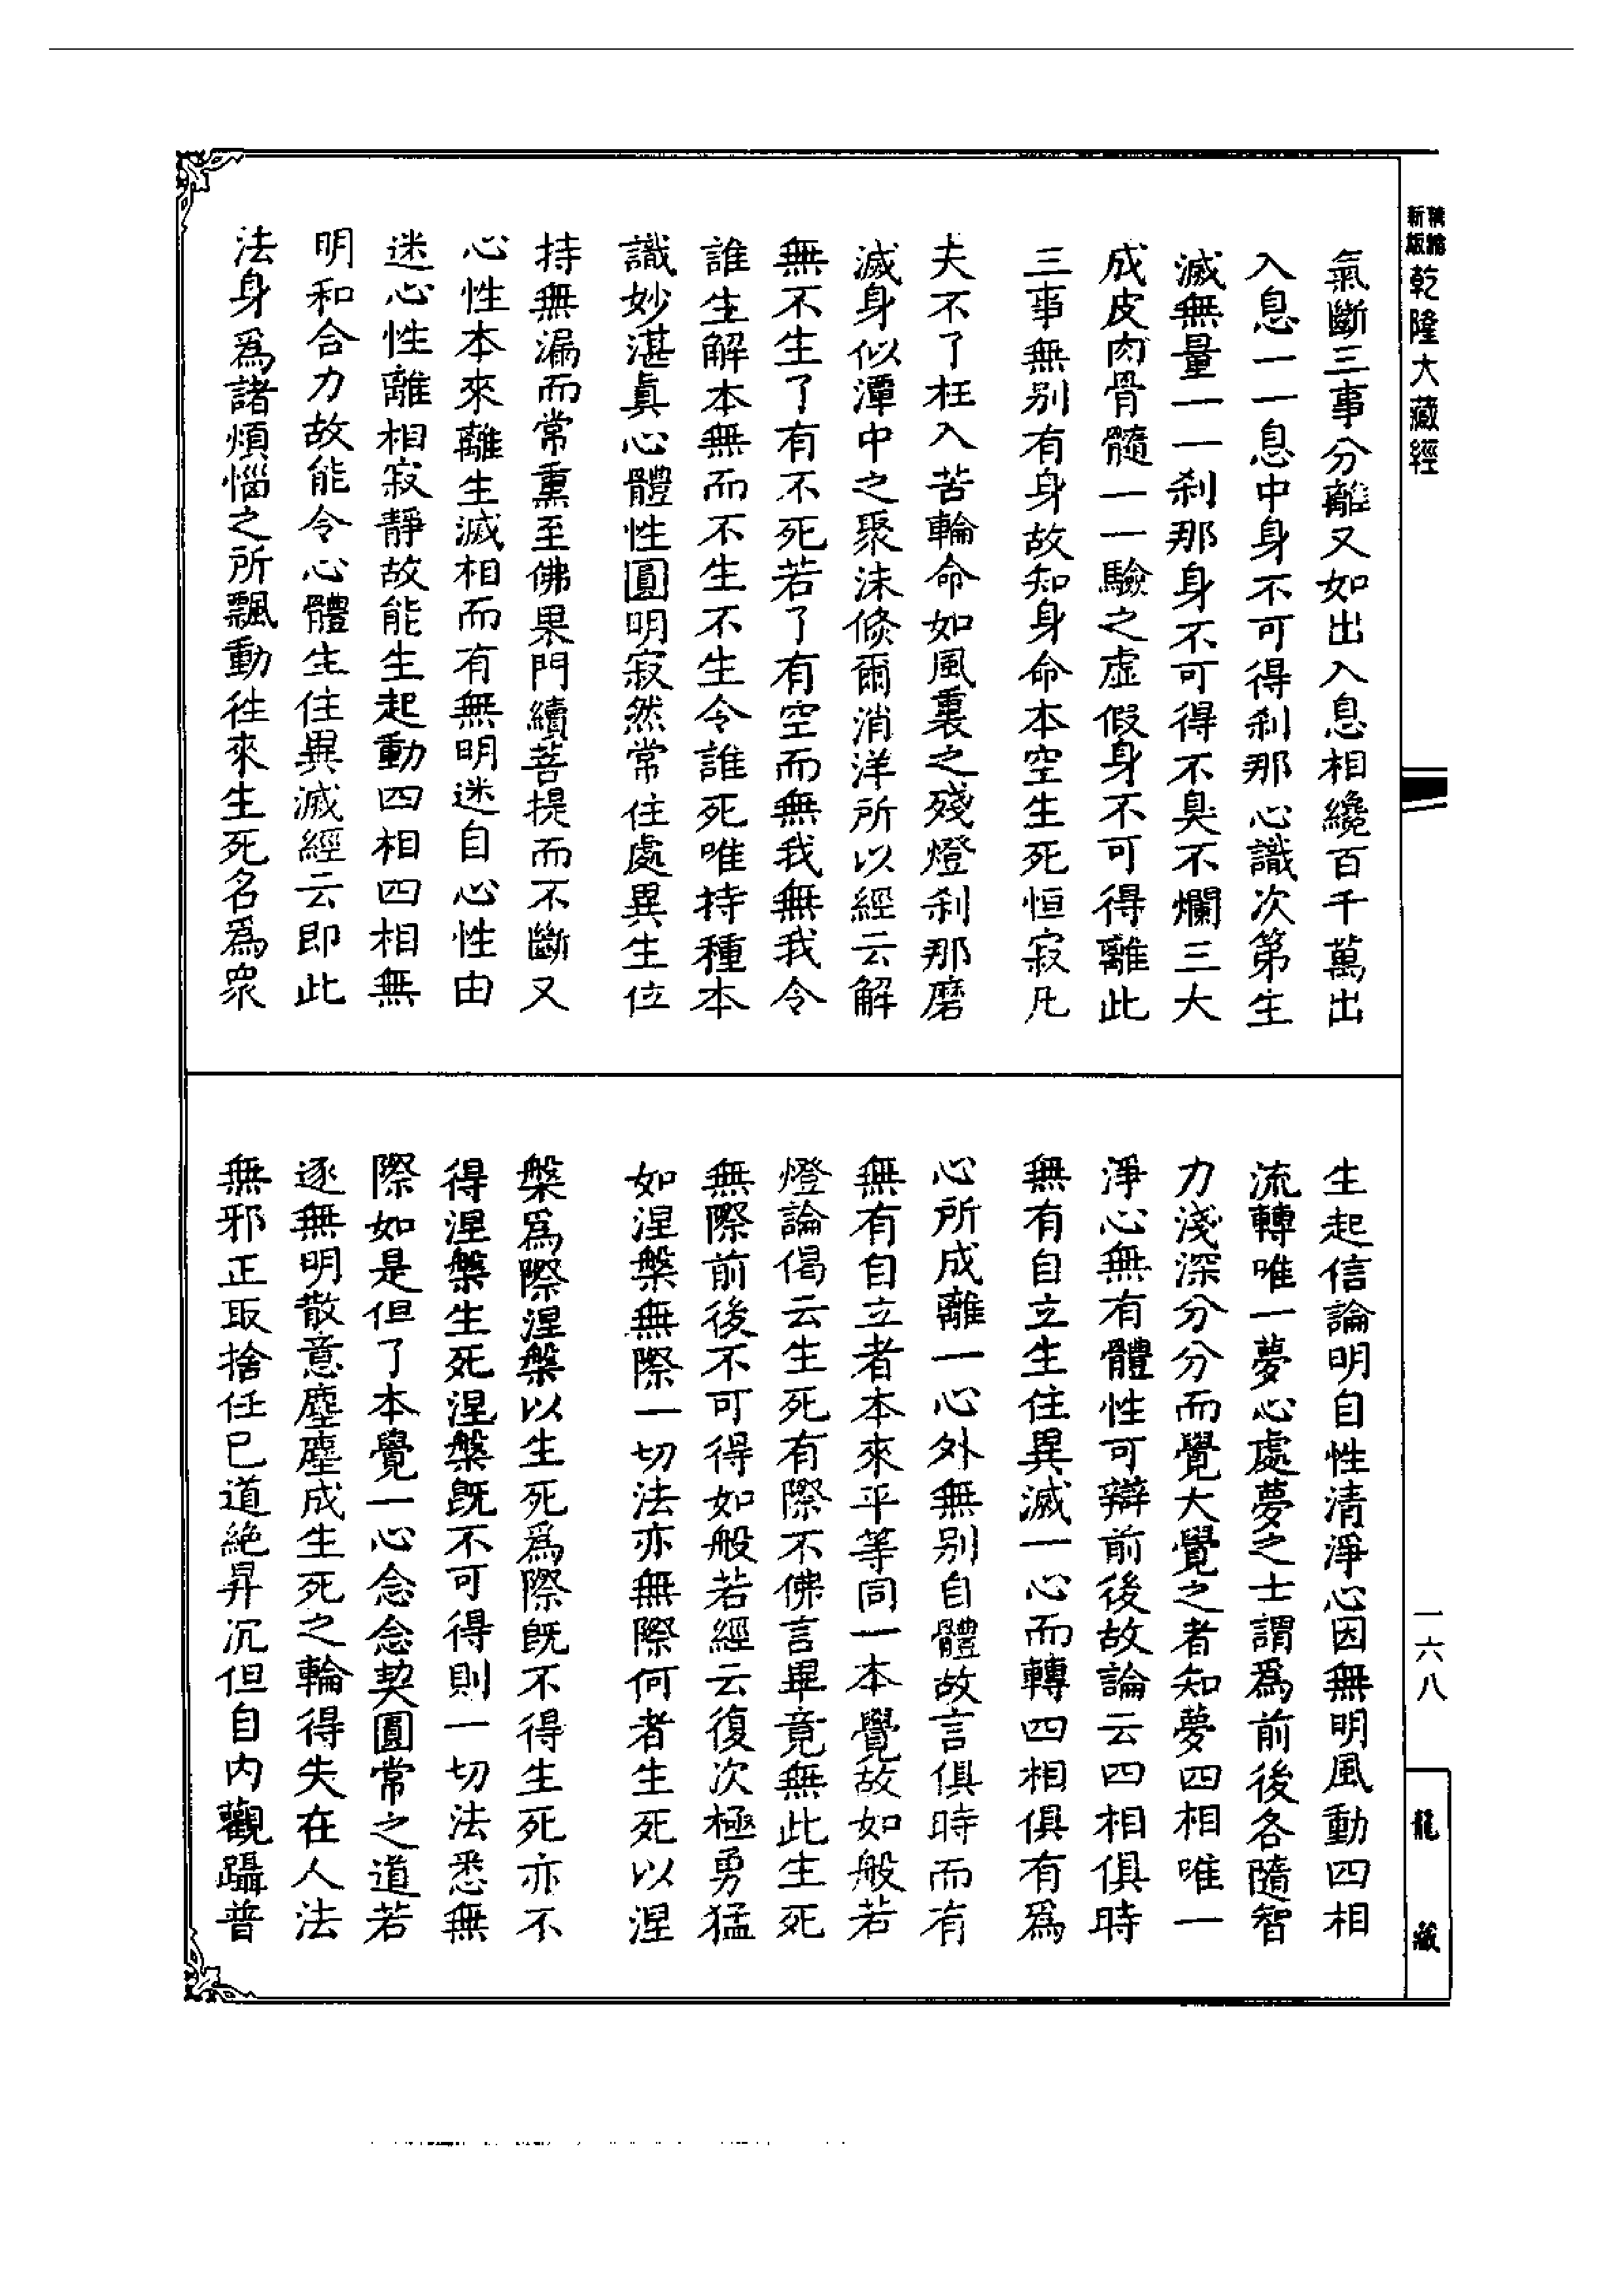 乾隆大藏經
氣斷三事分離又如出入息相纔百千萬出
入息一一息中身不可得刹那心識次第生
滅無量一一刹那身不可得不臭不爛三大
成皮肉骨髓一一驗之虛假身不可得離此
三事無别有身故知身命本空生死恒寂凡
夫不了枉入苦輪命如風裏之殘燈刹那磨
滅身似潭中之聚沫倏爾消洋所以經云解
無不生了有不死若了有空而無我無我令
誰生解本無而不生不生令誰死唯持種本
識妙湛眞心體性圓明寂然常住處異生位
持無漏而常熏至佛果門續菩提而不斷又
心性本來離生滅相而有無明迷自心性由
迷心性離相寂靜故能生起動四相四相無
明和合力故能令心體生住異滅經云即此
法身爲諸煩惱之所飄動徃來生死名爲衆
生起信論明自性清淨心因無明風動四相
流轉唯一夢心處夢之士謂爲前後各隨智
力淺深分分而覺大覺之者知夢四相唯一
淨心無有體性可辯前後故論云四相俱時
無有自立生住異滅一心而轉四相俱有爲
心所成離一心外無别自體故言俱時而有
無有自立者本來平等同一本覺故如般若
燈論偈云生死有際不佛言畢竟無此生死
無際前後不可得如般若經云復次極勇猛
如涅槃無際一切法亦無際何者生死以涅
槃爲際涅槃以生死爲際旣不得生死亦不
得涅槃生死涅槃旣不可得則一切法悉無
際如是但了本覺一心念念契圓常之道若
逐無明散意塵塵成生死之輪得失在人法
無邪正取捨任已道絶昇沉但自内觀躡普
一六八
龍藏